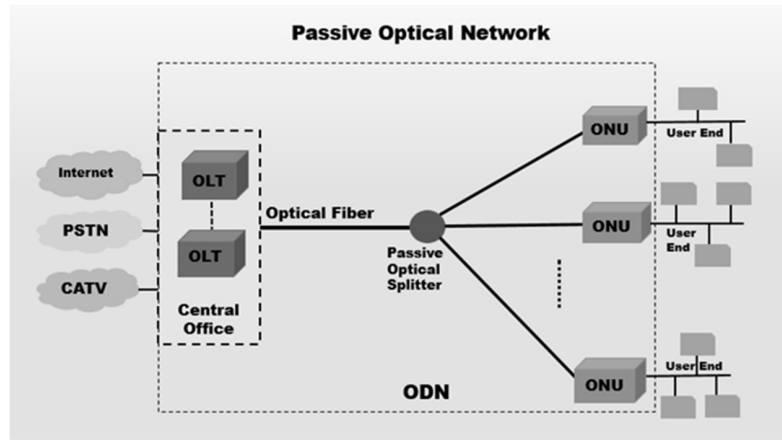 Passive Optical Network
Internet
PSTN
CATV
OLT
OLT
Central
Office
Optical Fiber
Passive
Optical
Splitter
ONU
User End
ONU
User
End
ONU
User End
ODN